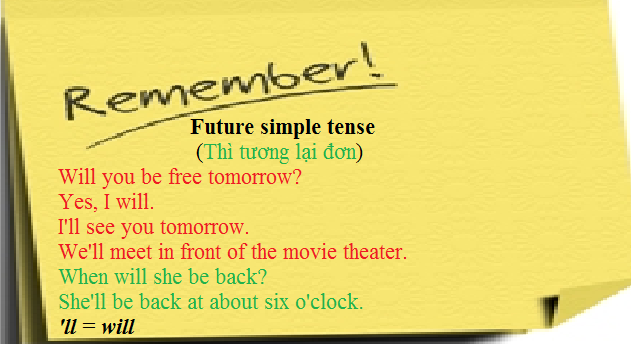 Remember!
Future simple tense
(Thì tương lại đơn)
Will you be free tomorrow?
Yes, I will.
I'll see you tomorrow.
We'll meet in front of the movie theater.
When will she be back?
She'll be back at about six o'clock.
'll = will